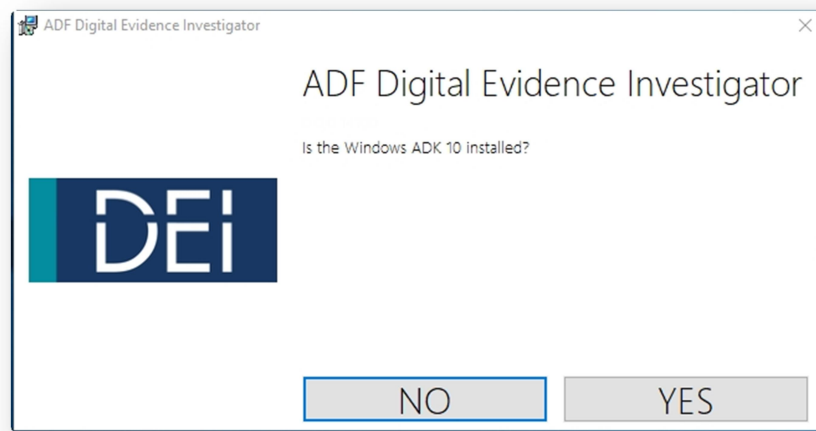 ADF Digital Evidence Investigator
ADF Digital Evidence Investigator
Is the Windows ADK 10 installed?
DEI
NO YES